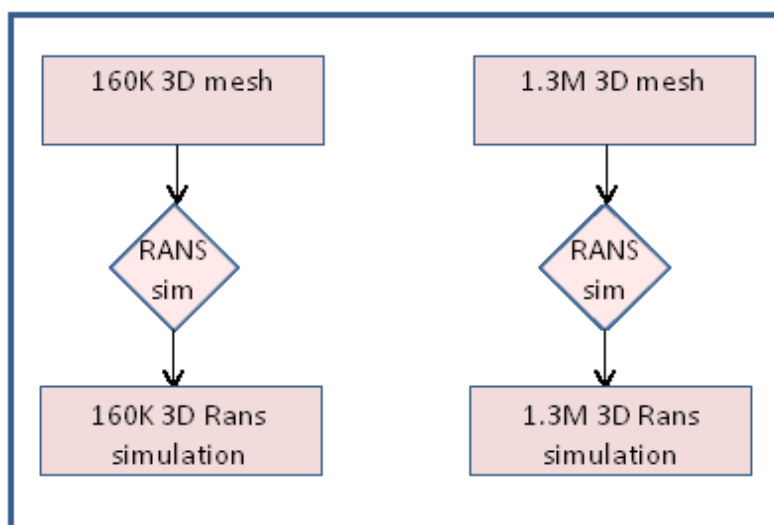 160K 3D mesh
RANS
sim
160K 3D Rans
simulation
1.3M 3D mesh
RANS
sim
1.3M 3D Rans
simulation